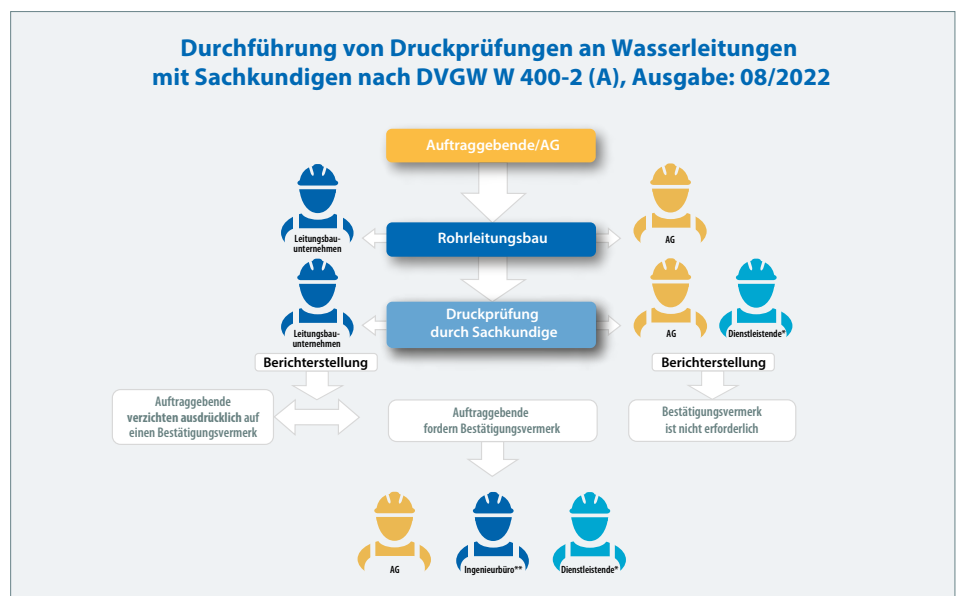 Durchführung von Druckprüfungen an Wasserleitungen
mit Sachkundigen nach DVGW W 400-2 (A), Ausgabe: 08/2022
Auftraggebende/AG
Leitungsbau-
unternehmen
Rohrleitungsbau
AG
Leitungsbau-
unternehmen
Druckprüfung
durch Sachkundige
AG
Dienstleistende*
Berichterstellung
Berichterstellung
Auftraggebende
verzichten ausdrücklich auf
einen Bestätigungsvermerk
Auftraggebende
fordern Bestätigungsvermerk
Bestätigungsvermerk
ist nicht erforderlich
AG
Ingenieurbüro**
Dienstleistende*